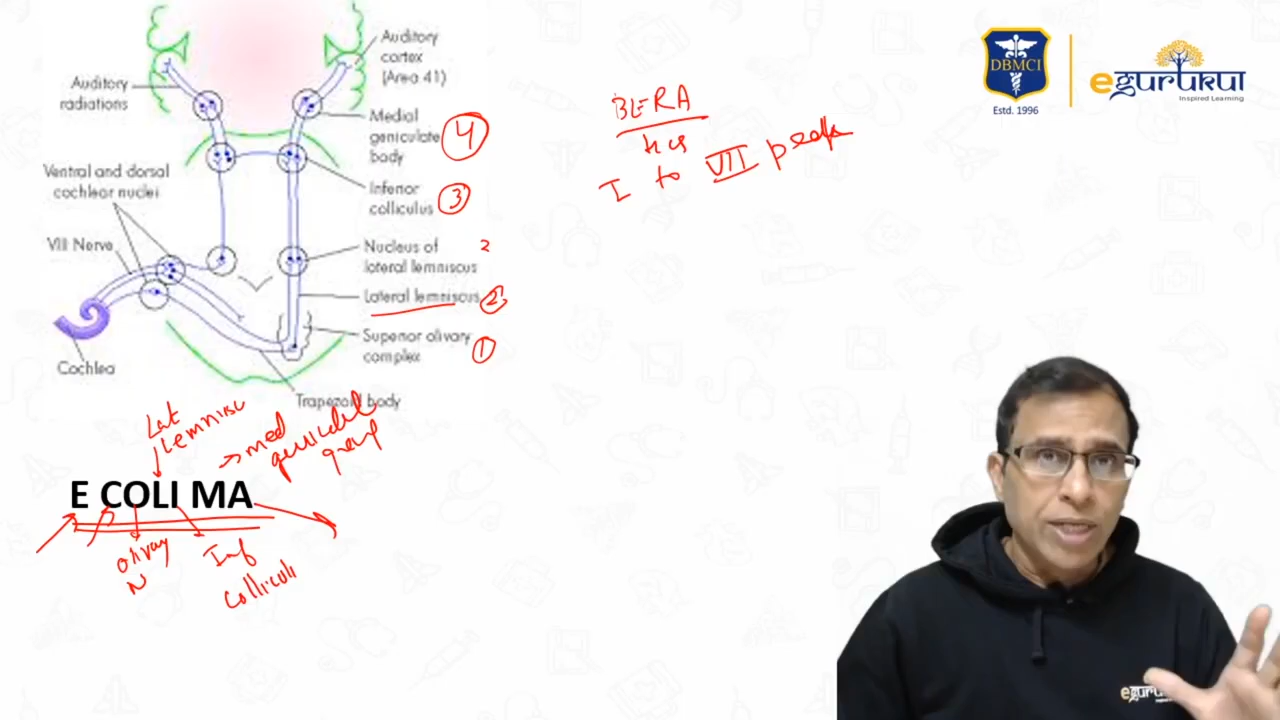 Auditory
cortex
(Area 41)
Auditory
radiations
Medial
geniculate
body
4
Ventral and dorsal
cochlear nuclei
Inferior
colliculus
3
VIII Nerve
Nucleus of
lateral lemniscus
2
Lateral lemniscus
2
Superior olivary
complex
1
Cochlea
Trapezoid body
Lat
Lemnisc
med
geniculate
E COLI MA
olivary
N
Inf
Colliculi
BERA
has
I to VII peaks
DBMCI
Estd. 1996
eGurukul
Inspired Learning